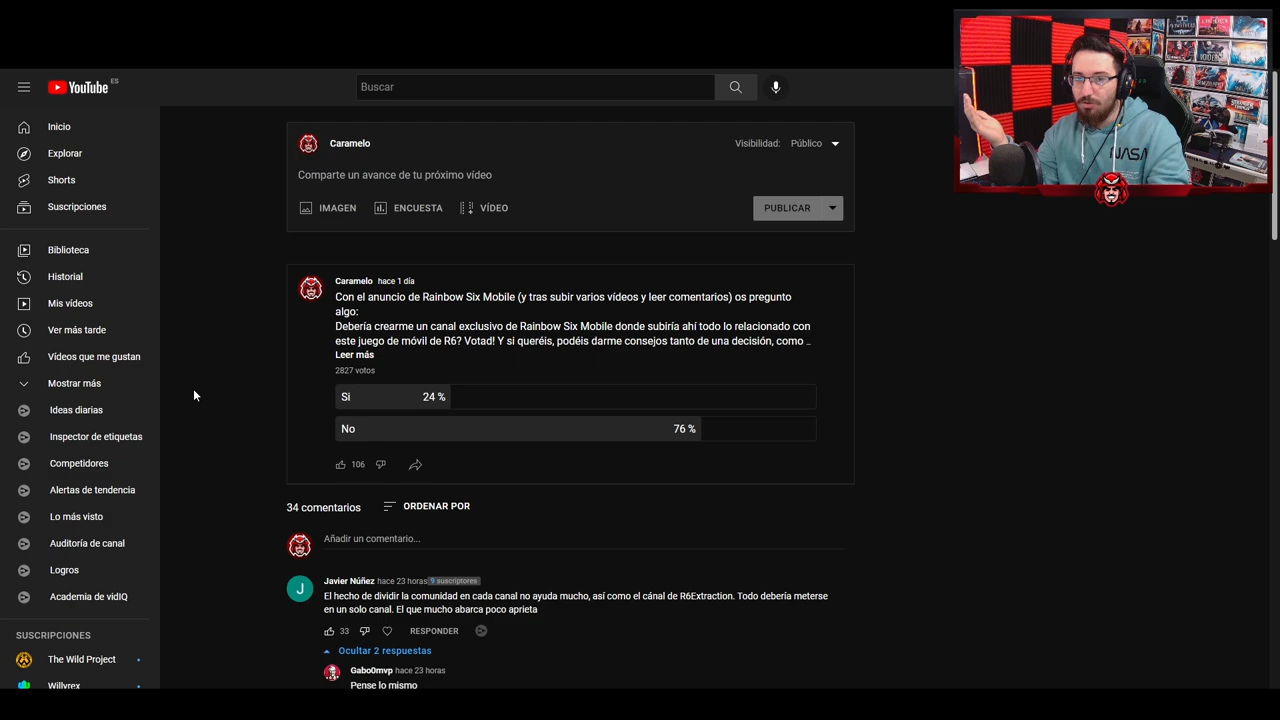 YouTube ES
Buscar
Inicio
Explorar
Shorts
Suscripciones
Biblioteca
Historial
Mis vídeos
Ver más tarde
Vídeos que me gustan
Mostrar más
Ideas diarias
Inspector de etiquetas
Competidores
Alertas de tendencia
Lo más visto
Auditoría de canal
Logros
Academia de vidIQ
SUSCRIPCIONES
The Wild Project
Willyrex
Caramelo
Visibilidad: Público
Comparte un avance de tu próximo vídeo
IMAGEN ENCUESTA VÍDEO
PUBLICAR
Caramelo hace 1 día
Con el anuncio de Rainbow Six Mobile (y tras subir varios vídeos y leer comentarios) os pregunto
algo:
Debería crearme un canal exclusivo de Rainbow Six Mobile donde subiría ahí todo lo relacionado con
este juego de móvil de R6? Votad! Y si queréis, podéis darme consejos tanto de una decisión, como ...
Leer más
2827 votos
Si 24 %
No 76 %
106
34 comentarios ORDENAR POR
Añadir un comentario...
J
Javier Núñez hace 23 horas 9 suscriptores
El hecho de dividir la comunidad en cada canal no ayuda mucho, así como el cánal de R6Extraction. Todo debería meterse
en un solo canal. El que mucho abarca poco aprieta
33 RESPONDER
Ocultar 2 respuestas
Gabo0mvp hace 23 horas
Pense lo mismo
NASA